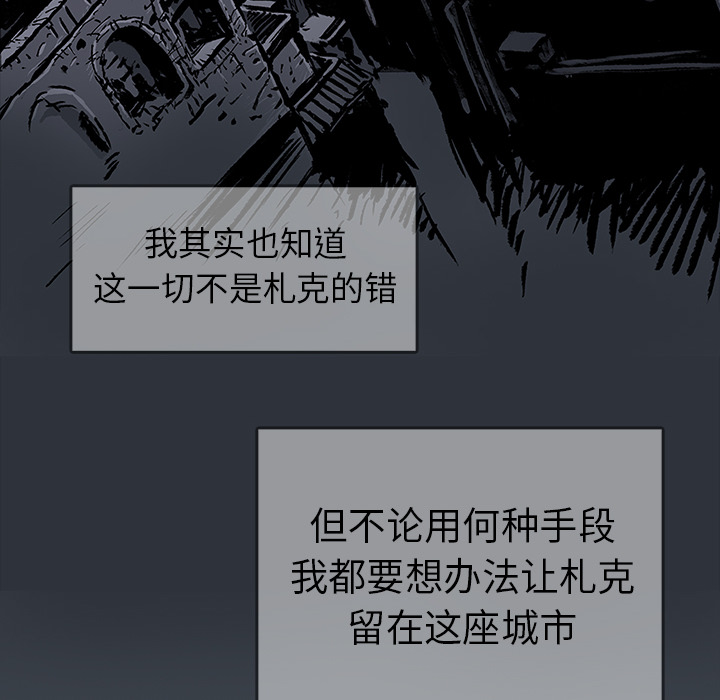 我其实也知道
这一切不是札克的错
但不论用何种手段
我都要想办法让札克
留在这座城市